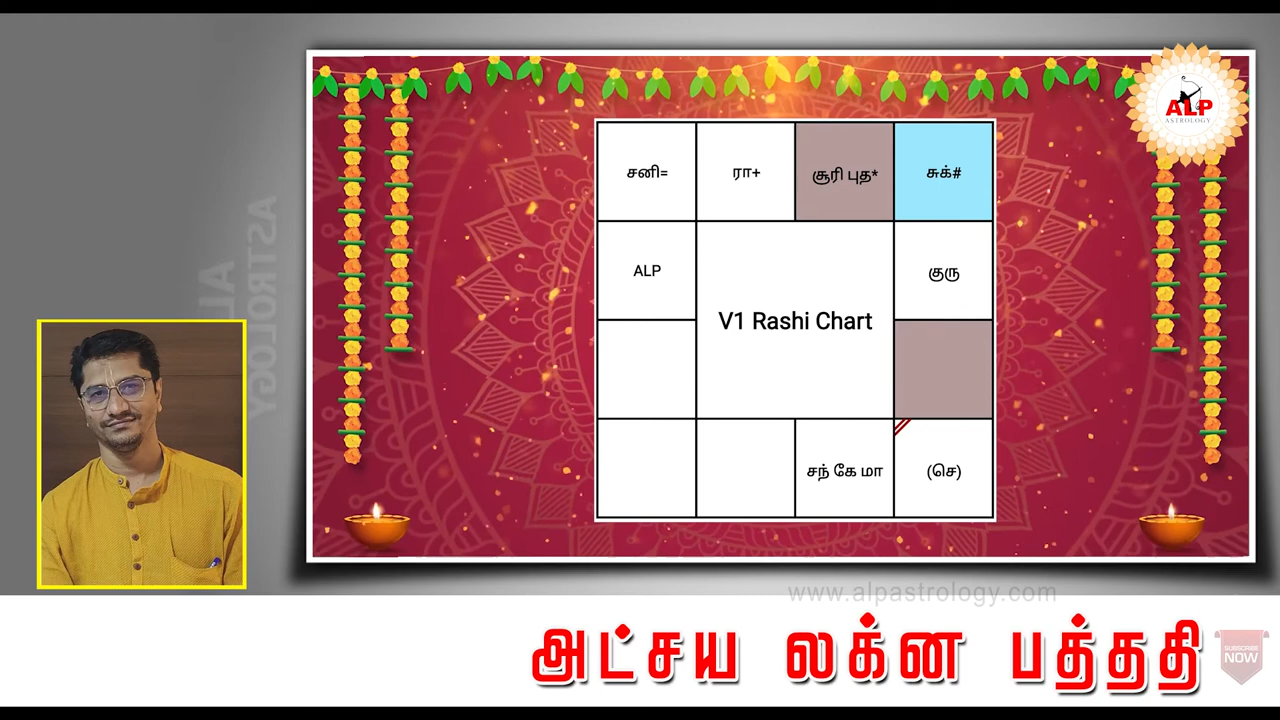 ALP
ASTROLOGY
சனி=
ரா+
சூரி புத*
சுக்#
ALP
குரு
V1 Rashi Chart
சந் கே மா
(செ)
ALP
ASTROLOGY
www.alpastrology.com
அட்சய லக்ன பத்ததி
SUBSCRIBE
NOW